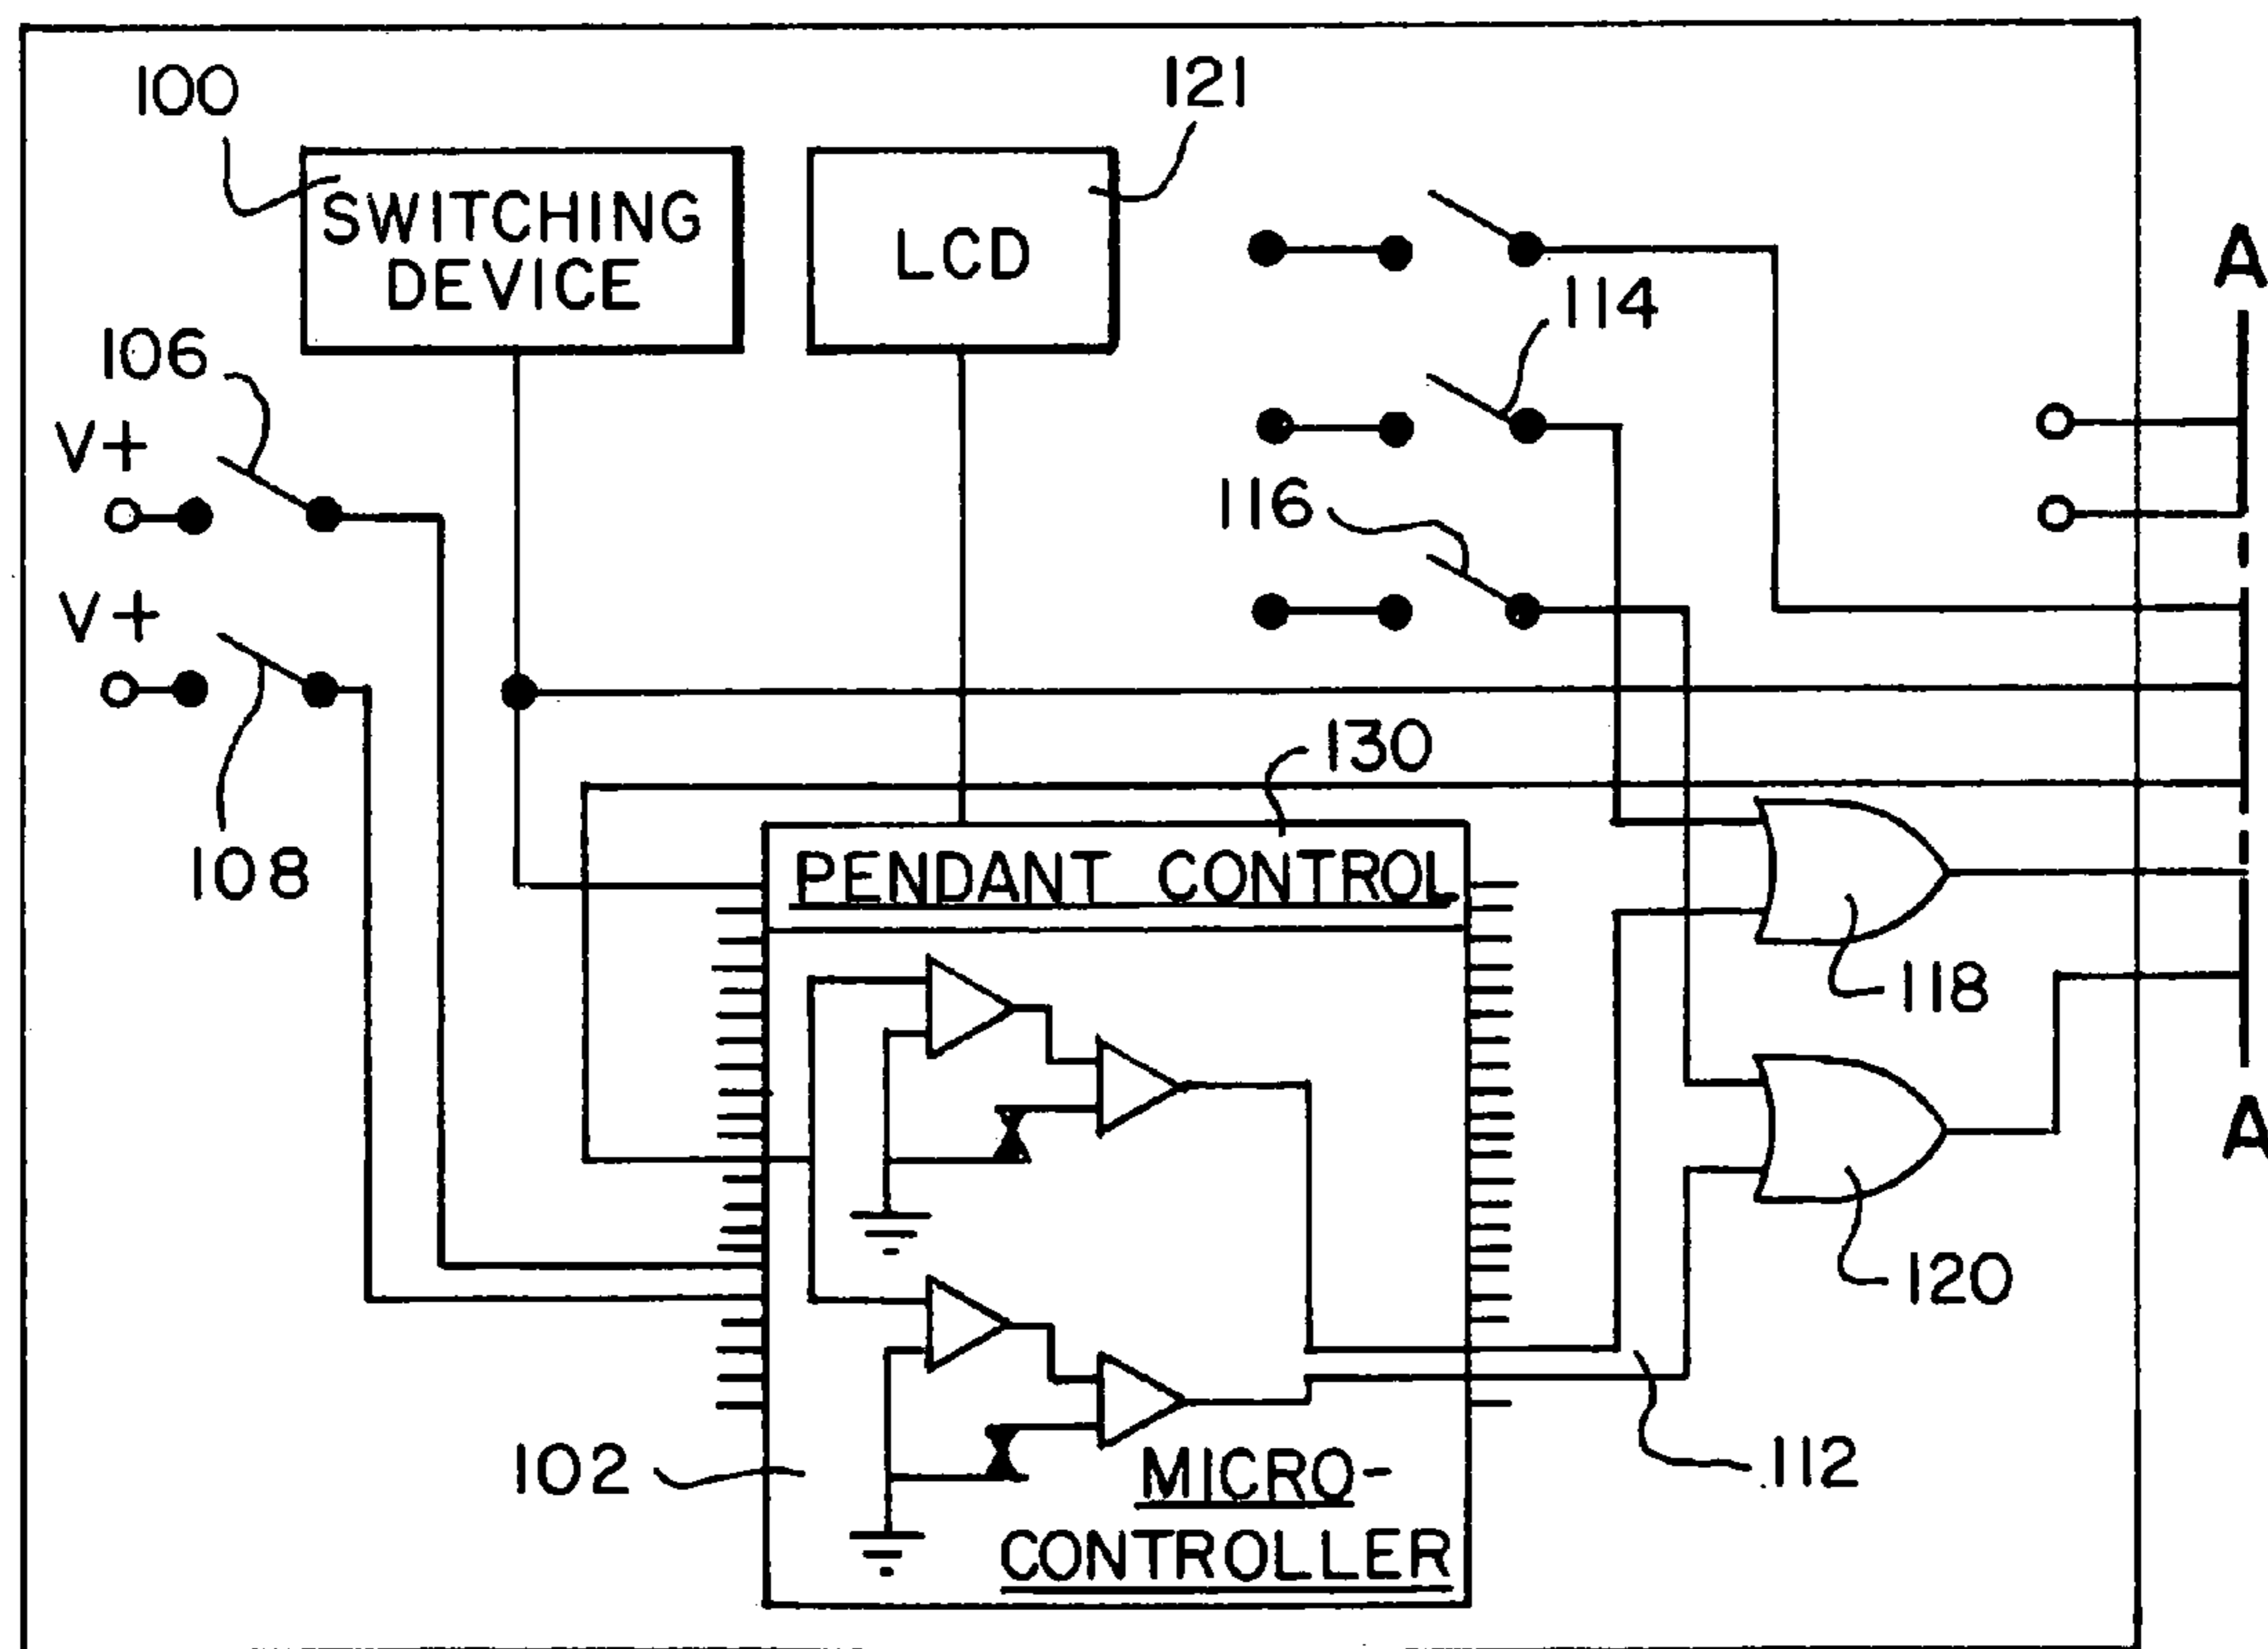 100
121
SWITCHING
DEVICE
LCD
114
A
106
V+
116
V+
130
108
PENDANT CONTROL
118
120
102
MICRO-
CONTROLLER
112
A